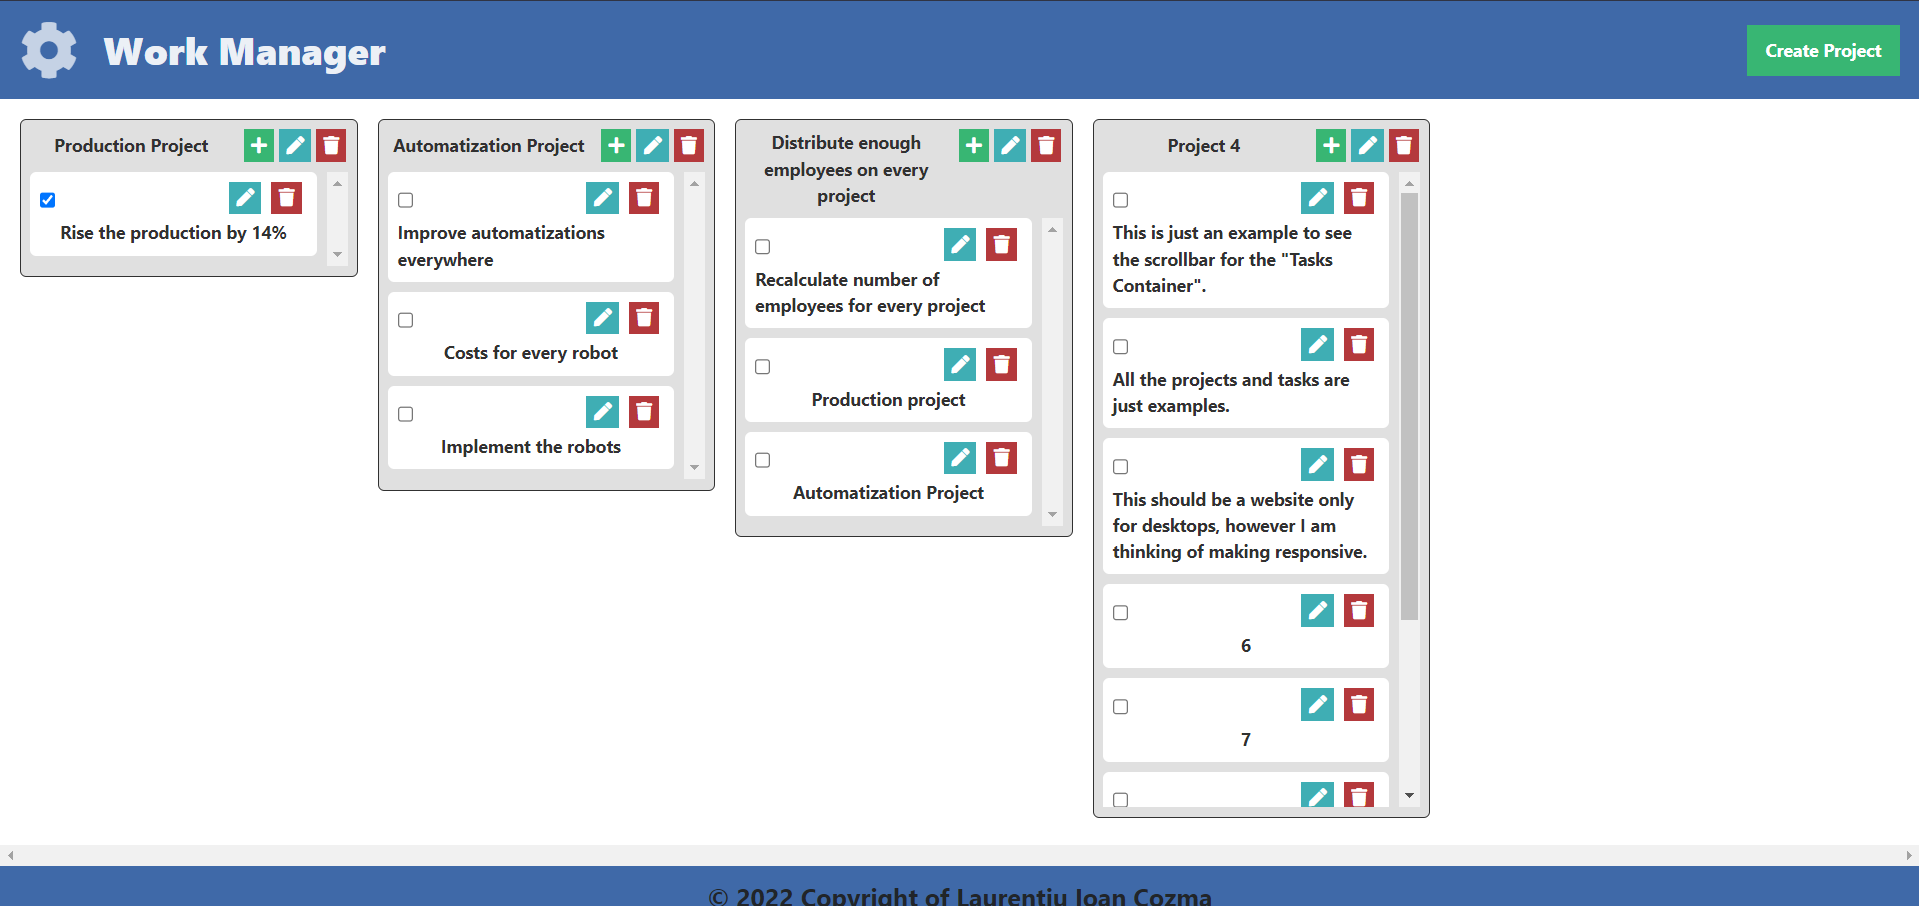 Work Manager
Create Project
Production Project
Rise the production by 14%
Automatization Project
Improve automatizations
everywhere
Costs for every robot
Implement the robots
Distribute enough
employees on every
project
Recalculate number of
employees for every project
Production project
Automatization Project
Project 4
This is just an example to see
the scrollbar for the "Tasks
Container".
All the projects and tasks are
just examples.
This should be a website only
for desktops, however I am
thinking of making responsive.
6
7
© 2022 Copyright of Laurentiu Ioan Cozma